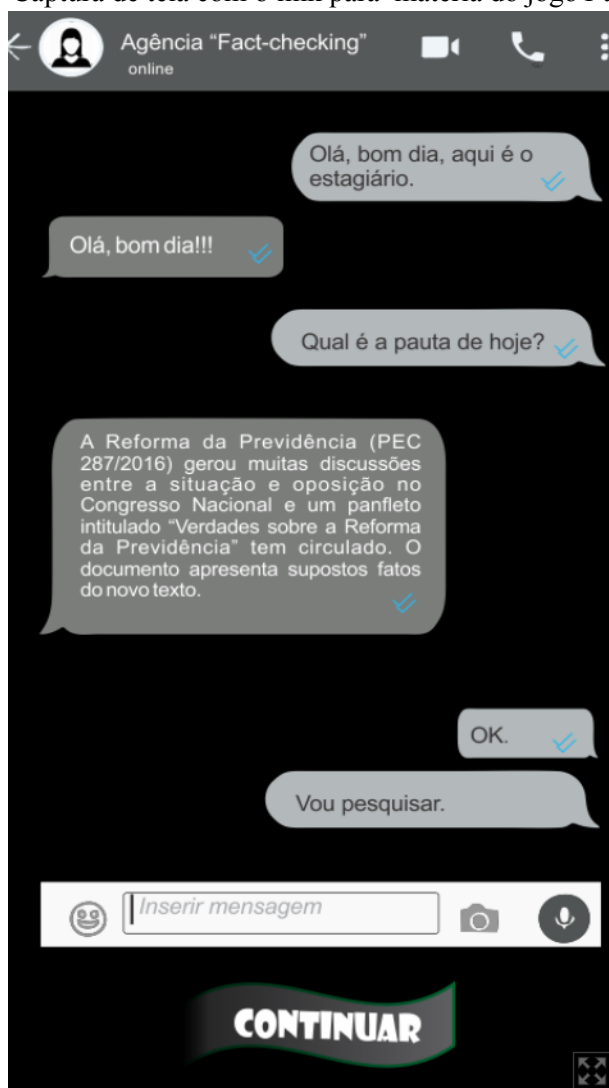 Agência “Fact-checking”
online
Olá, bom dia, aqui é o
estagiário.
Olá, bom dia!!!
Qual é a pauta de hoje?
A Reforma da Previdência (PEC
287/2016) gerou muitas discussões
entre a situação e oposição no
Congresso Nacional e um panfleto
intitulado “Verdades sobre a Reforma
da Previdência” tem circulado. O
documento apresenta supostos fatos
do novo texto.
OK.
Vou pesquisar.
Inserir mensagem
CONTINUAR